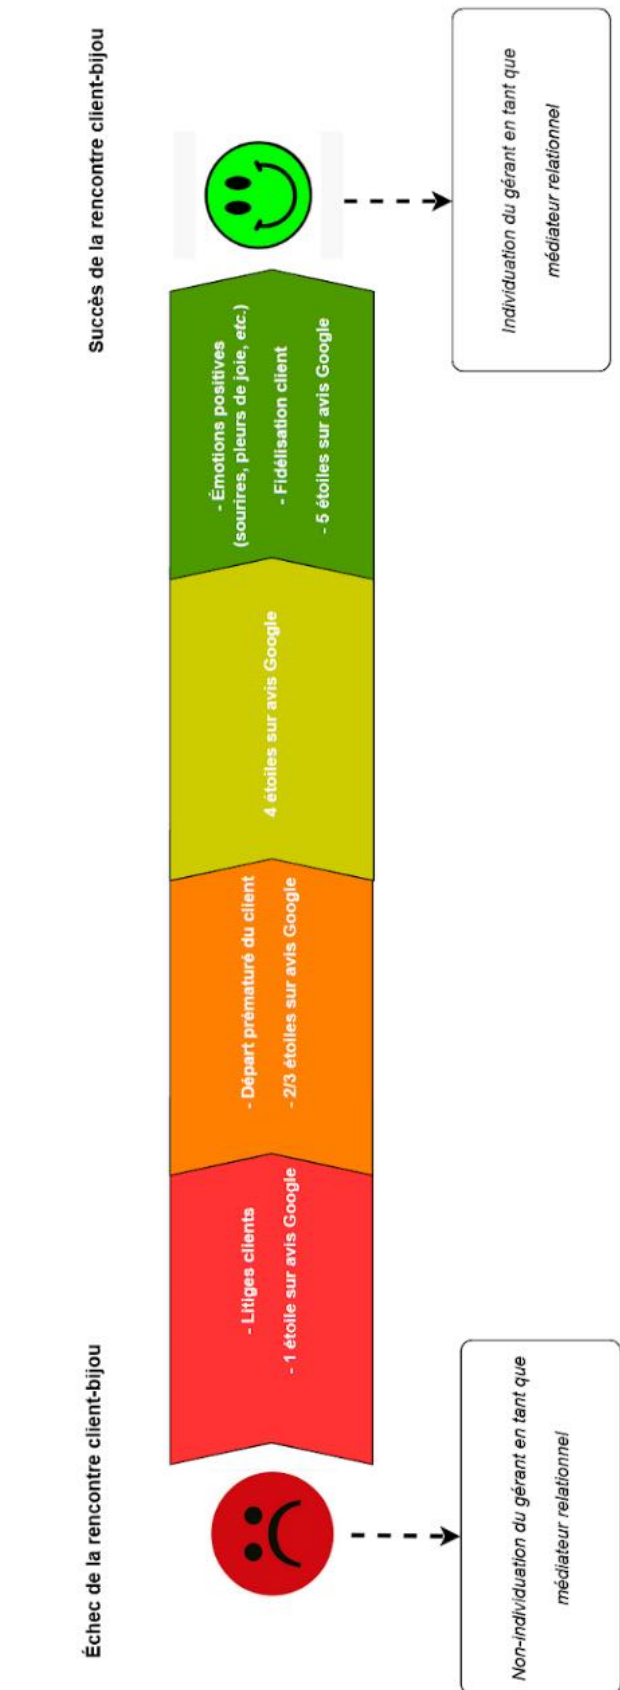 Échec de la rencontre client-bijou
Succès de la rencontre client-bijou
- Litiges clients
- 1 étoile sur avis Google
- Départ prématuré du client
- 2/3 étoiles sur avis Google
4 étoiles sur avis Google
- Émotions positives
(sourires, pleurs de joie, etc.)
- Fidélisation client
- 5 étoiles sur avis Google
Non-individuation du gérant en tant que
médiateur relationnel
Individuation du gérant en tant que
médiateur relationnel